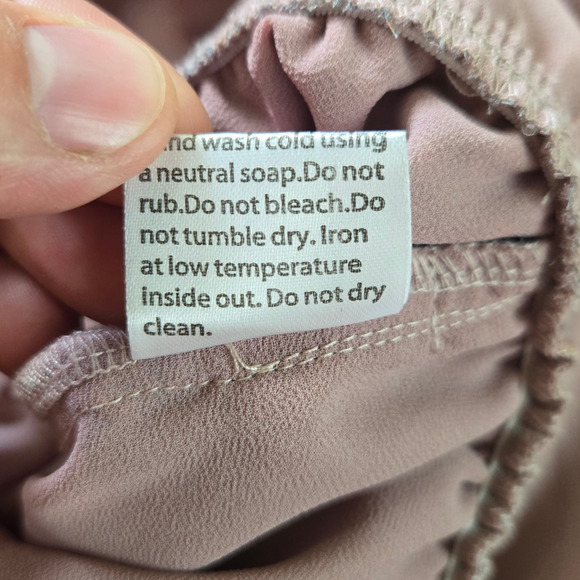 nd wash cold using
a neutral soap.Do not
rub.Do not bleach.Do
not tumble dry. Iron
at low temperature
inside out. Do not dry
clean.